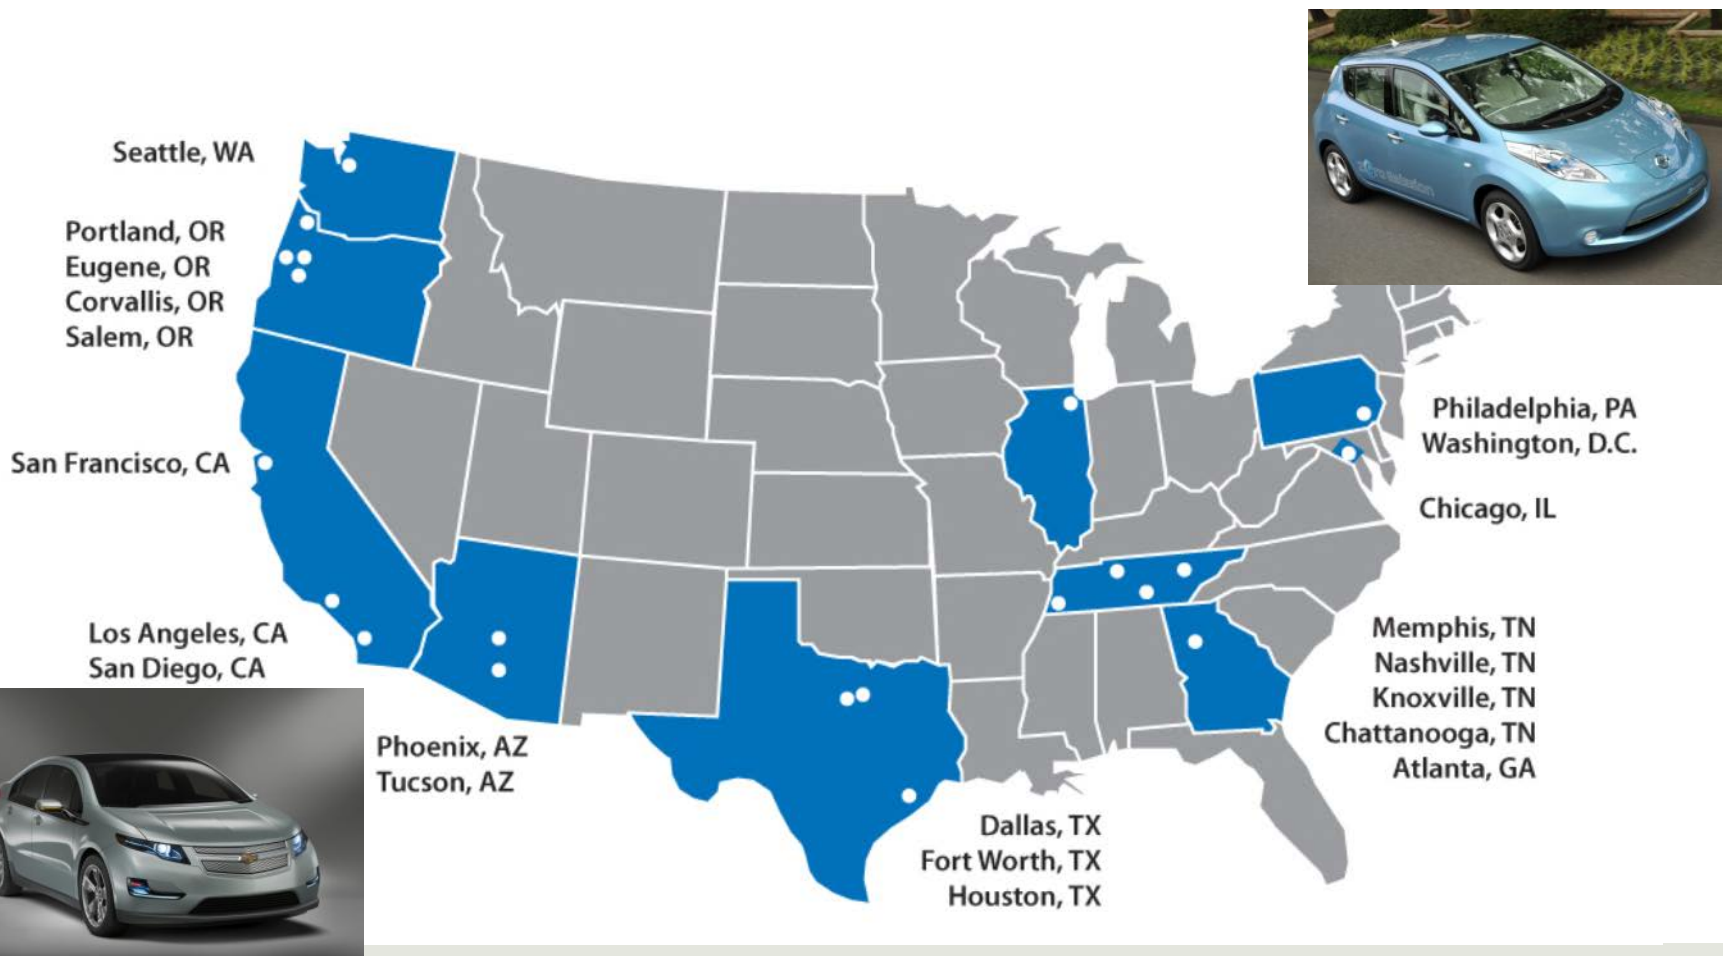 Seattle, WA
Portland, OR
Eugene, OR
Corvallis, OR
Salem, OR
San Francisco, CA
Los Angeles, CA
San Diego, CA
Phoenix, AZ
Tucson, AZ
Dallas, TX
Fort Worth, TX
Houston, TX
Philadelphia, PA
Washington, D.C.
Chicago, IL
Memphis, TN
Nashville, TN
Knoxville, TN
Chattanooga, TN
Atlanta, GA
Zero Emission